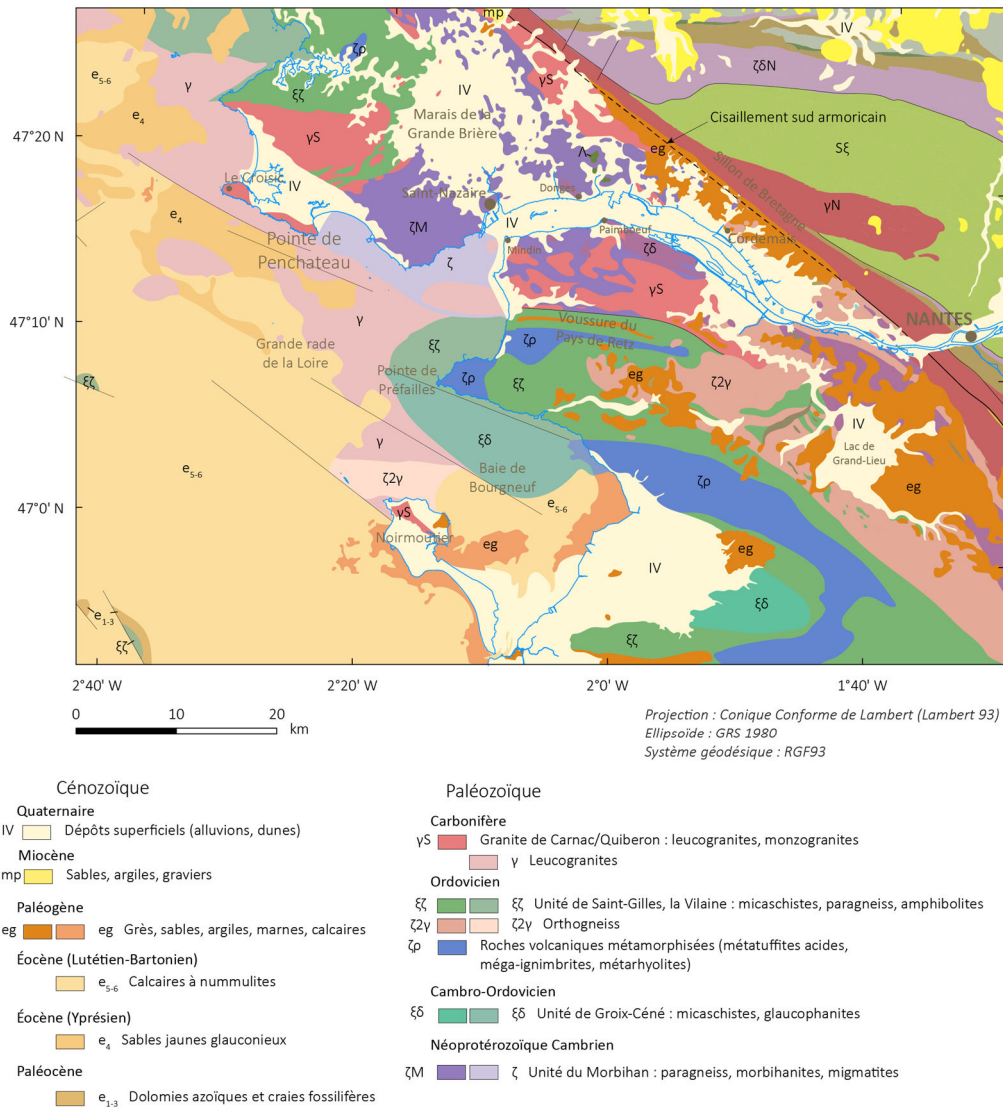 mp
IV
ζρ
ζδN
e5-6
γS
γ
ξζ
IV
e4
Marais de la
Grande Brière
Cisaillement sud armoricain
47°20 N
γS
eg
Sξ
Λ
Sillon de Bretagne
Le Croisic
IV
Saint-Nazaire
Donges
γN
e4
ζM
IV
Paimboeuf
Cordemais
Pointe de
Penchateau
Mindin
ζδ
ζ
γS
47°10 N
γ
Voussure du
Pays de Retz
NANTES
Grande rade
de la Loire
ξζ
ζρ
ξζ
Pointe de
Préfailles
ζρ
ξζ
eg
ζ2γ
IV
γ
ξδ
Lac de
Grand-Lieu
e5-6
ζ2γ
Baie de
Bourgneuf
ζρ
eg
47°0' N
γS
e5-6
Noirmoutier
eg
eg
IV
ξδ
e1-3
ξζ
ξζ
2°40' W
2°20' W
2°0' W
1°40' W
0 10 20
km
Projection : Conique Conforme de Lambert (Lambert 93)
Ellipsoïde : GRS 1980
Système géodésique : RGF93
Cénozoïque
Quaternaire
IV Dépôts superficiels (alluvions, dunes)
Miocène
mp Sables, argiles, graviers
Paléogène
eg eg Grès, sables, argiles, marnes, calcaires
Éocène (Lutétien-Bartonien)
e5-6 Calcaires à nummulites
Éocène (Yprésien)
e4 Sables jaunes glauconieux
Paléocène
e1-3 Dolomies azoïques et craies fossilifères
Paléozoïque
Carbonifère
γS Granite de Carnac/Quiberon : leucogranites, monzogranites
γ Leucogranites
Ordovicien
ξζ ξζ Unité de Saint-Gilles, la Vilaine : micaschistes, paragneiss, amphibolites
ζ2γ ζ2γ Orthogneiss
ζρ Roches volcaniques métamorphisées (métatuffites acides,
méga-ignimbrites, métarhyolites)
Cambro-Ordovicien
ξδ ξδ Unité de Groix-Céné : micaschistes, glaucophanites
Néoprotérozoïque Cambrien
ζM ζ Unité du Morbihan : paragneiss, morbihanites, migmatites